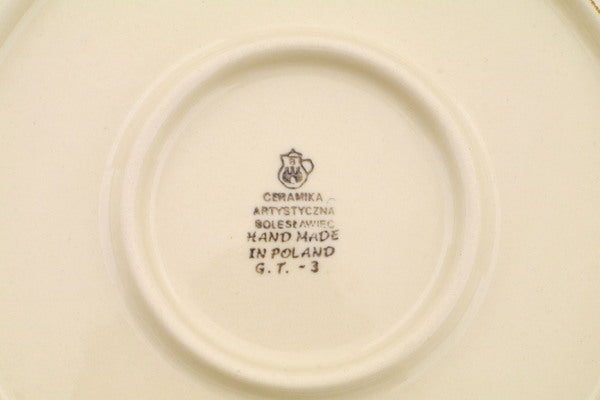 CERAMIKA
ARTYSTYCZNA
BOLESŁAWIEC
HAND MADE
IN POLAND
G. T. - 3